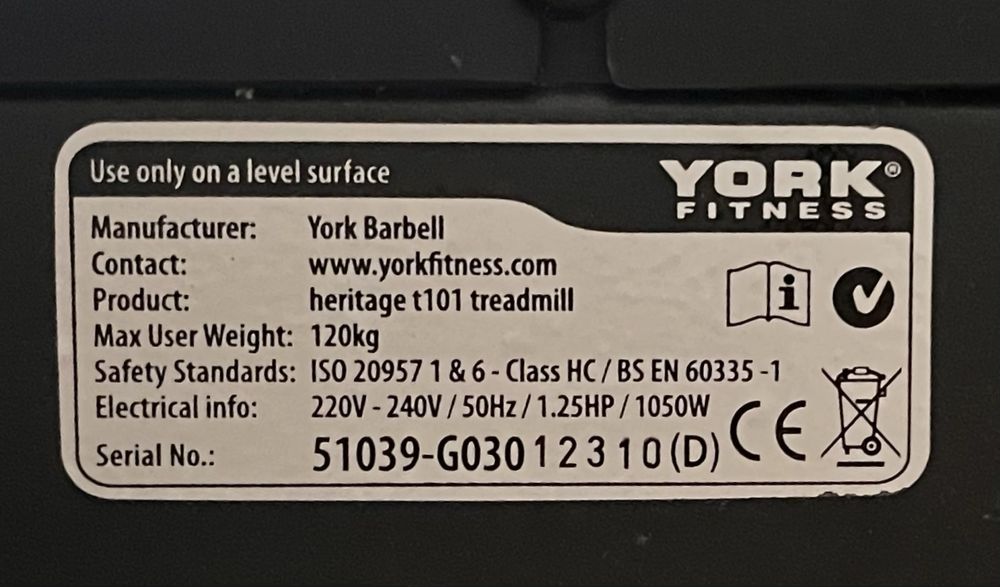 Use only on a level surface
YORK®
FITNESS
Manufacturer: York Barbell
Contact: www.yorkfitness.com
Product: heritage t101 treadmill
Max User Weight: 120kg
Safety Standards: ISO 20957 1 & 6 - Class HC / BS EN 60335 -1
Electrical info: 220V - 240V / 50Hz / 1.25HP / 1050W
Serial No.: 51039-G030 1 2 3 1 0 (D)
i
CE